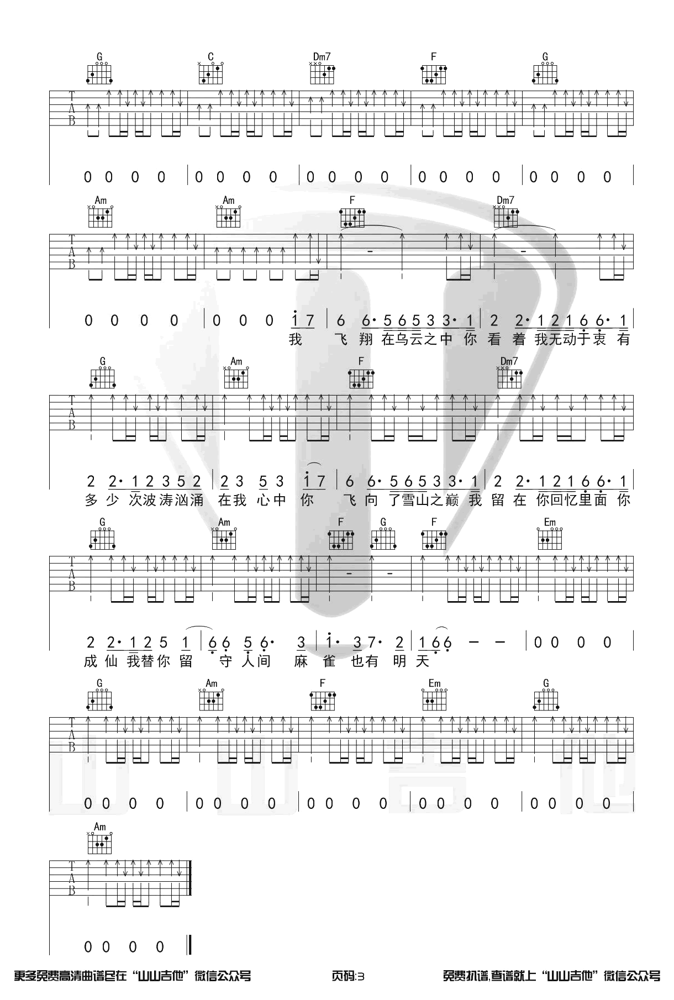 G C Dm7 F G
T A B
0 0 0 0 0 0 0 0 0 0 0 0 0 0 0 0 0 0 0 0
Am Am F Dm7
T A B
0 0 0 0 0 0 0 1 7 6 6· 5 6 5 3 3· 1 2 2· 1 2 1 6 6· 1
我 飞 翔 在乌云之中 你 看 着 我无动于衷 有
G Am F Dm7
T A B
2 2· 1 2 3 5 2 2 3 5 3 1 7 6 6· 5 6 5 3 3· 1 2 2· 1 2 1 6 6· 1
多 少 次波涛汹涌 在我 心中 你 飞 向 了雪山之巅 我 留 在 你回忆里面 你
G Am F G F Em
T A B
2 2· 1 2 5 1 6 6 5 6· 3 1· 3 7· 2 1 6 6 – – 0 0 0 0
成 仙 我替你 留 守 人间 麻 雀 也有 明 天
G Am F Em G
T A B
0 0 0 0 0 0 0 0 0 0 0 0 0 0 0 0 0 0 0 0
Am
T A B
0 0 0 0
山 山 吉 他
更多免费高清曲谱尽在“山山吉他”微信公众号 页码:3 免费扒谱,查谱就上“山山吉他”微信公众号